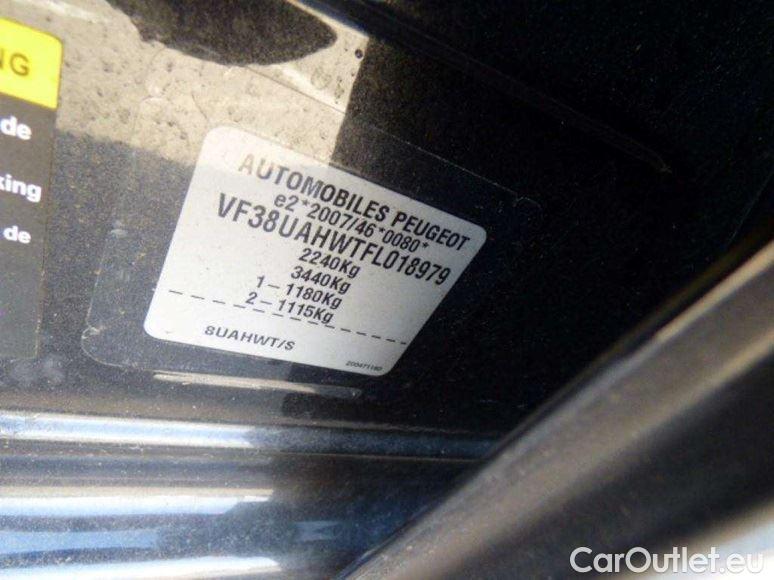 NG
de
king
de
AUTOMOBILES PEUGEOT
e2*2007/46*0080*
VF38UAHWTFL018979
2240Kg
3440Kg
1-1180Kg
2-1115Kg
8UAHWT/S
CarOutlet.eu